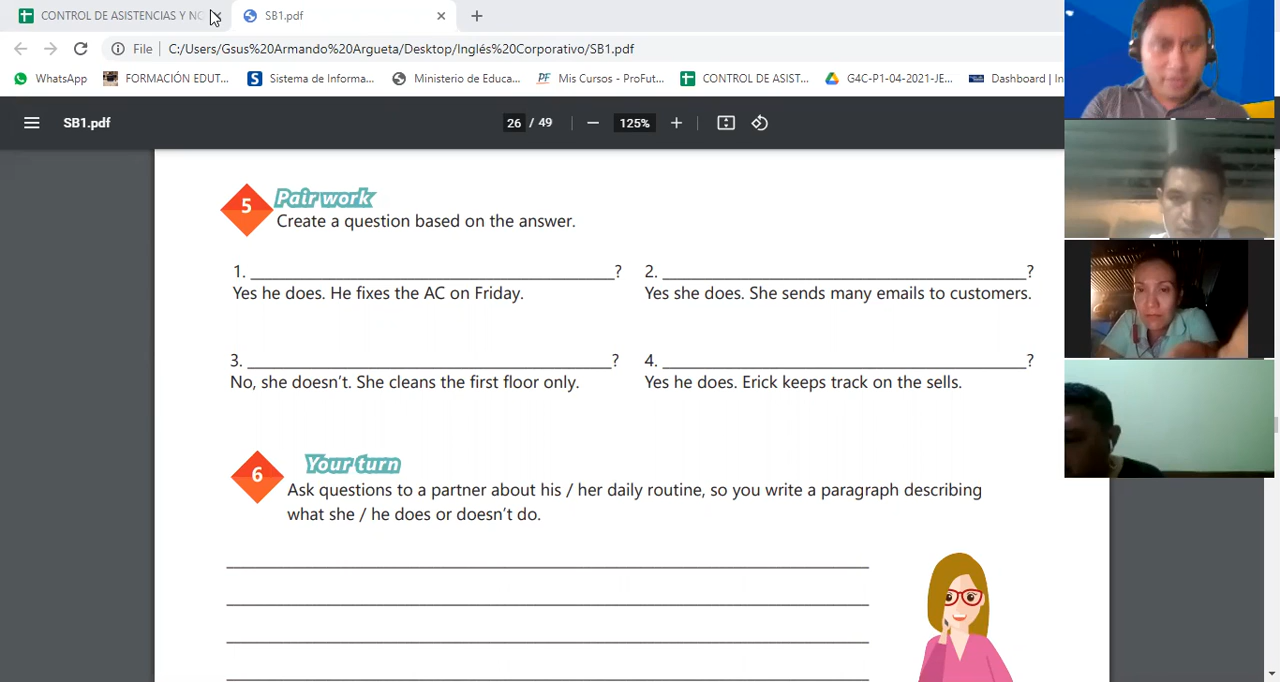 CONTROL DE ASISTENCIAS Y NO
SB1.pdf
File
C:/Users/Gsus%20Armando%20Argueta/Desktop/Inglés%20Corporativo/SB1.pdf
WhatsApp
FORMACIÓN EDUT...
Sistema de Informa...
Ministerio de Educa...
PF Mis Cursos - ProFut...
CONTROL DE ASIST...
G4C-P1-04-2021-JE...
Dashboard | In
SB1.pdf
26 / 49
125%
5 Pair work
Create a question based on the answer.
1. ______________________________________?
Yes he does. He fixes the AC on Friday.
2. ______________________________________?
Yes she does. She sends many emails to customers.
3. ______________________________________?
No, she doesn't. She cleans the first floor only.
4. ______________________________________?
Yes he does. Erick keeps track on the sells.
6 Your turn
Ask questions to a partner about his / her daily routine, so you write a paragraph describing
what she / he does or doesn't do.